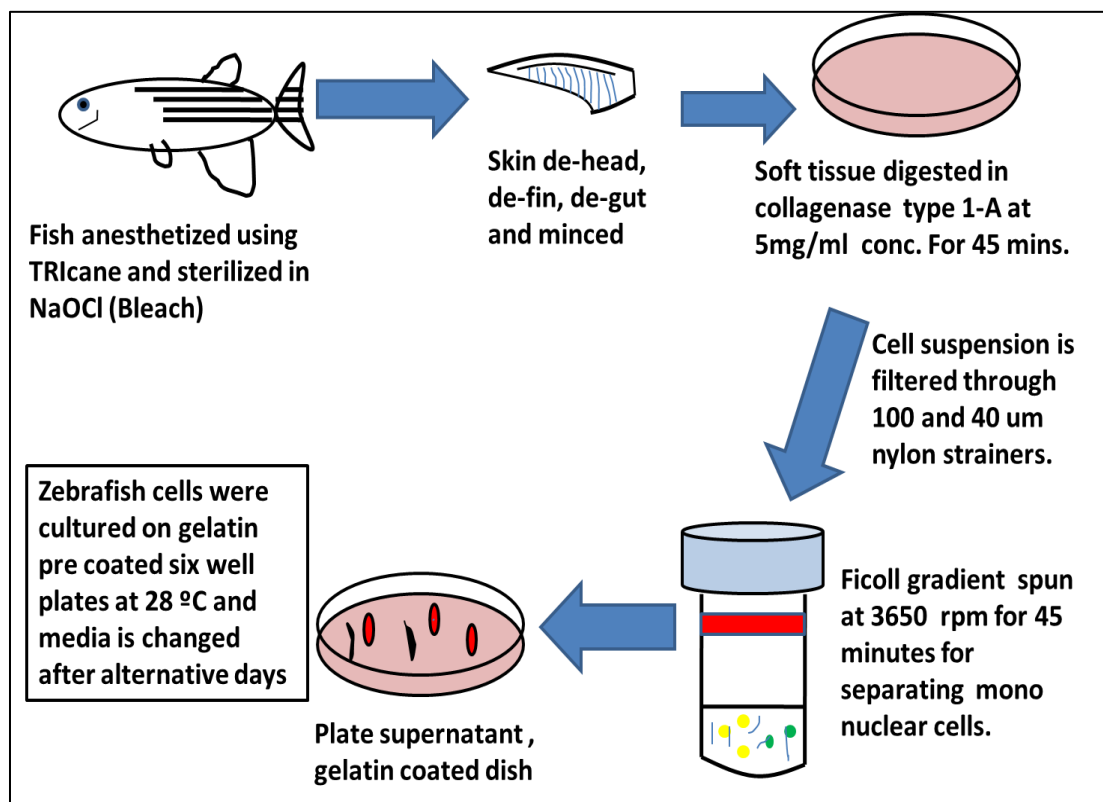 Fish anesthetized using
TRIcane and sterilized in
NaOCl (Bleach)
Skin de-head,
de-fin, de-gut
and minced
Soft tissue digested in
collagenase type 1-A at
5mg/ml conc. For 45 mins.
Cell suspension is
filtered through
100 and 40 um
nylon strainers.
Ficoll gradient spun
at 3650 rpm for 45
minutes for
separating mono
nuclear cells.
Plate supernatant ,
gelatin coated dish
Zebrafish cells were
cultured on gelatin
pre coated six well
plates at 28 ºC and
media is changed
after alternative days